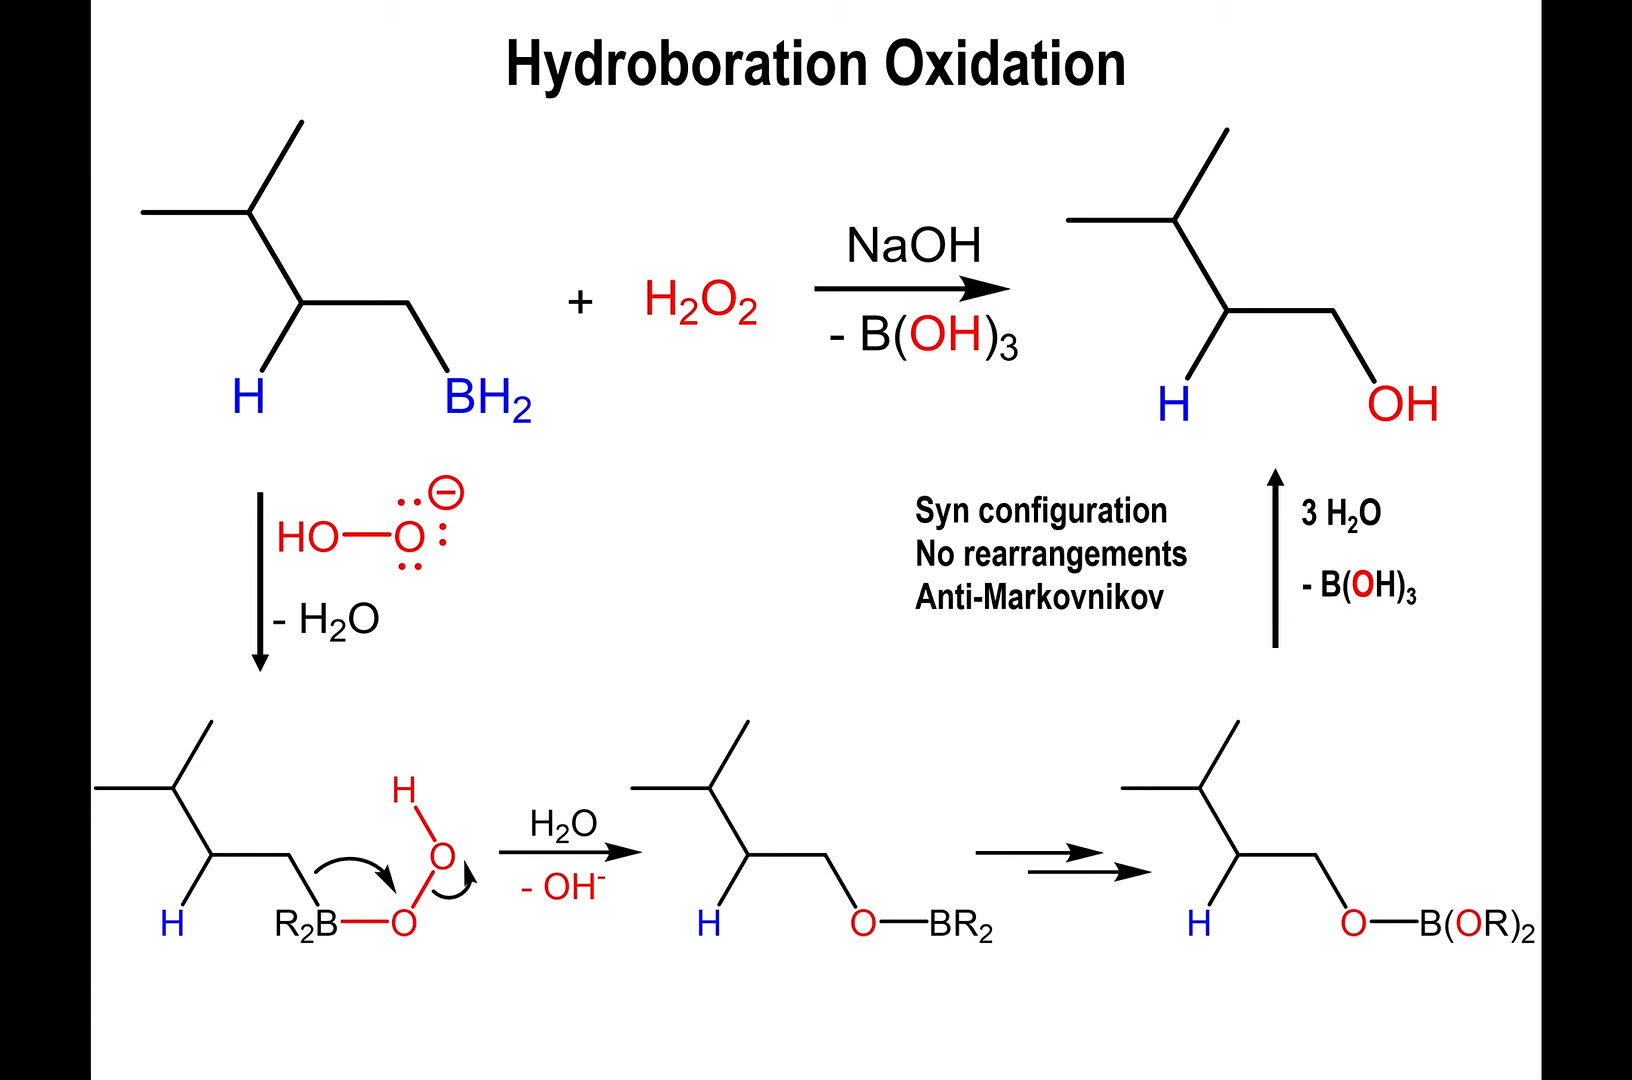 Hydroboration Oxidation
H BH₂
+ H₂O₂
NaOH
- B(OH)₃
H OH
HO—O:⊖
- H₂O
Syn configuration
No rearrangements
Anti-Markovnikov
3 H₂O
- B(OH)₃
H
O
H R₂B—O
H₂O
- OH⁻
H O—BR₂
H O—B(OR)₂